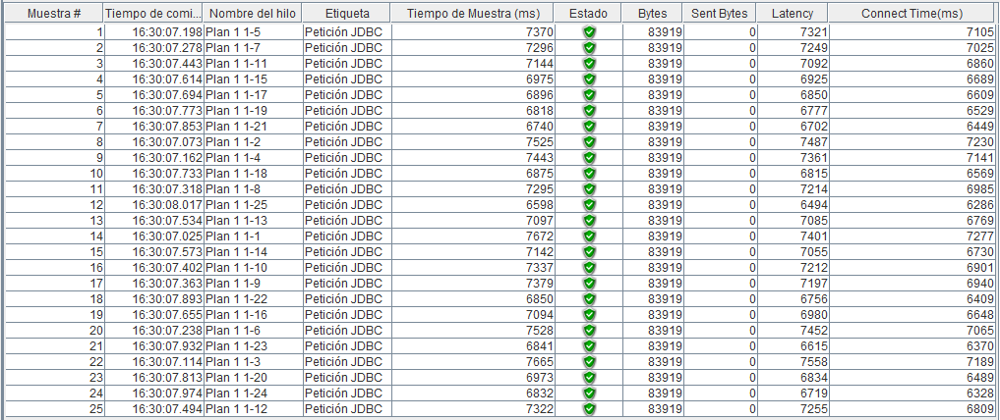 Muestra # Tiempo de comi... Nombre del hilo Etiqueta Tiempo de Muestra (ms) Estado Bytes Sent Bytes Latency Connect Time(ms)
1 16:30:07.198 Plan 1 1-5 Petición JDBC 7370 83919 0 7321 7105
2 16:30:07.278 Plan 1 1-7 Petición JDBC 7296 83919 0 7249 7025
3 16:30:07.443 Plan 1 1-11 Petición JDBC 7144 83919 0 7092 6860
4 16:30:07.614 Plan 1 1-15 Petición JDBC 6975 83919 0 6925 6689
5 16:30:07.694 Plan 1 1-17 Petición JDBC 6896 83919 0 6850 6609
6 16:30:07.773 Plan 1 1-19 Petición JDBC 6818 83919 0 6777 6529
7 16:30:07.853 Plan 1 1-21 Petición JDBC 6740 83919 0 6702 6449
8 16:30:07.073 Plan 1 1-2 Petición JDBC 7525 83919 0 7487 7230
9 16:30:07.162 Plan 1 1-4 Petición JDBC 7443 83919 0 7361 7141
10 16:30:07.733 Plan 1 1-18 Petición JDBC 6875 83919 0 6815 6569
11 16:30:07.318 Plan 1 1-8 Petición JDBC 7295 83919 0 7214 6985
12 16:30:08.017 Plan 1 1-25 Petición JDBC 6598 83919 0 6494 6286
13 16:30:07.534 Plan 1 1-13 Petición JDBC 7097 83919 0 7085 6769
14 16:30:07.025 Plan 1 1-1 Petición JDBC 7672 83919 0 7401 7277
15 16:30:07.573 Plan 1 1-14 Petición JDBC 7142 83919 0 7055 6730
16 16:30:07.402 Plan 1 1-10 Petición JDBC 7337 83919 0 7212 6901
17 16:30:07.363 Plan 1 1-9 Petición JDBC 7379 83919 0 7197 6940
18 16:30:07.893 Plan 1 1-22 Petición JDBC 6850 83919 0 6756 6409
19 16:30:07.655 Plan 1 1-16 Petición JDBC 7094 83919 0 6980 6648
20 16:30:07.238 Plan 1 1-6 Petición JDBC 7528 83919 0 7452 7065
21 16:30:07.932 Plan 1 1-23 Petición JDBC 6841 83919 0 6615 6370
22 16:30:07.114 Plan 1 1-3 Petición JDBC 7665 83919 0 7558 7189
23 16:30:07.813 Plan 1 1-20 Petición JDBC 6973 83919 0 6834 6489
24 16:30:07.974 Plan 1 1-24 Petición JDBC 6832 83919 0 6719 6328
25 16:30:07.494 Plan 1 1-12 Petición JDBC 7322 83919 0 7255 6809